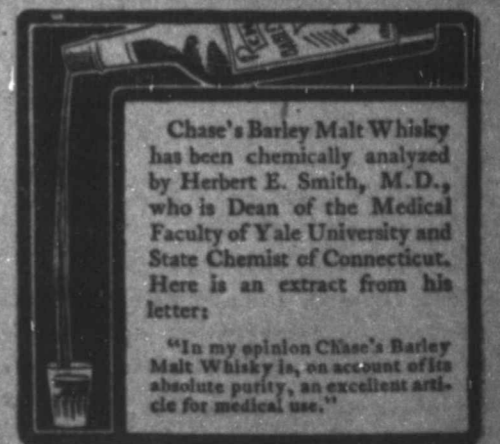 Chase's Barley Malt Whisky
has been chemically analyzed
by Herbert E. Smith, M.D.,
who is Dean of the Medical
Faculty of Yale University and
State Chemist of Connecticut.
Here is an extract from his
letter:
"In my opinion Chase's Barley
Malt Whisky is, on account of its
absolute purity, an excellent arti-
cle for medical use."